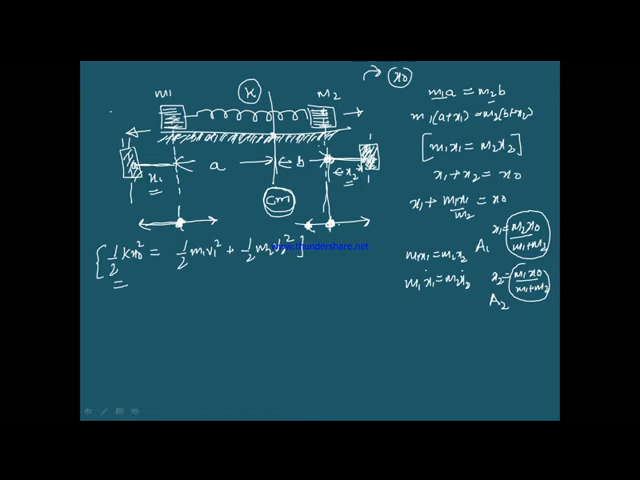 x0
m1 K M2
m1a = m2b
m1(a+x1) = m2(b+x2)
a b
x1 x2
[m1x1 = m2x2]
x1+x2 = x0
cm
x1 + m1x1/m2 = x0
A1 x1 = m2x0/(m1+m2)
[1/2 Kx0² = 1/2 m1v1² + 1/2 m2v2²]
www.thundershare.net
m1x1 = m2x2
m1ẋ1 = m2ẋ2
A2 x2 = m1x0/(m1+m2)